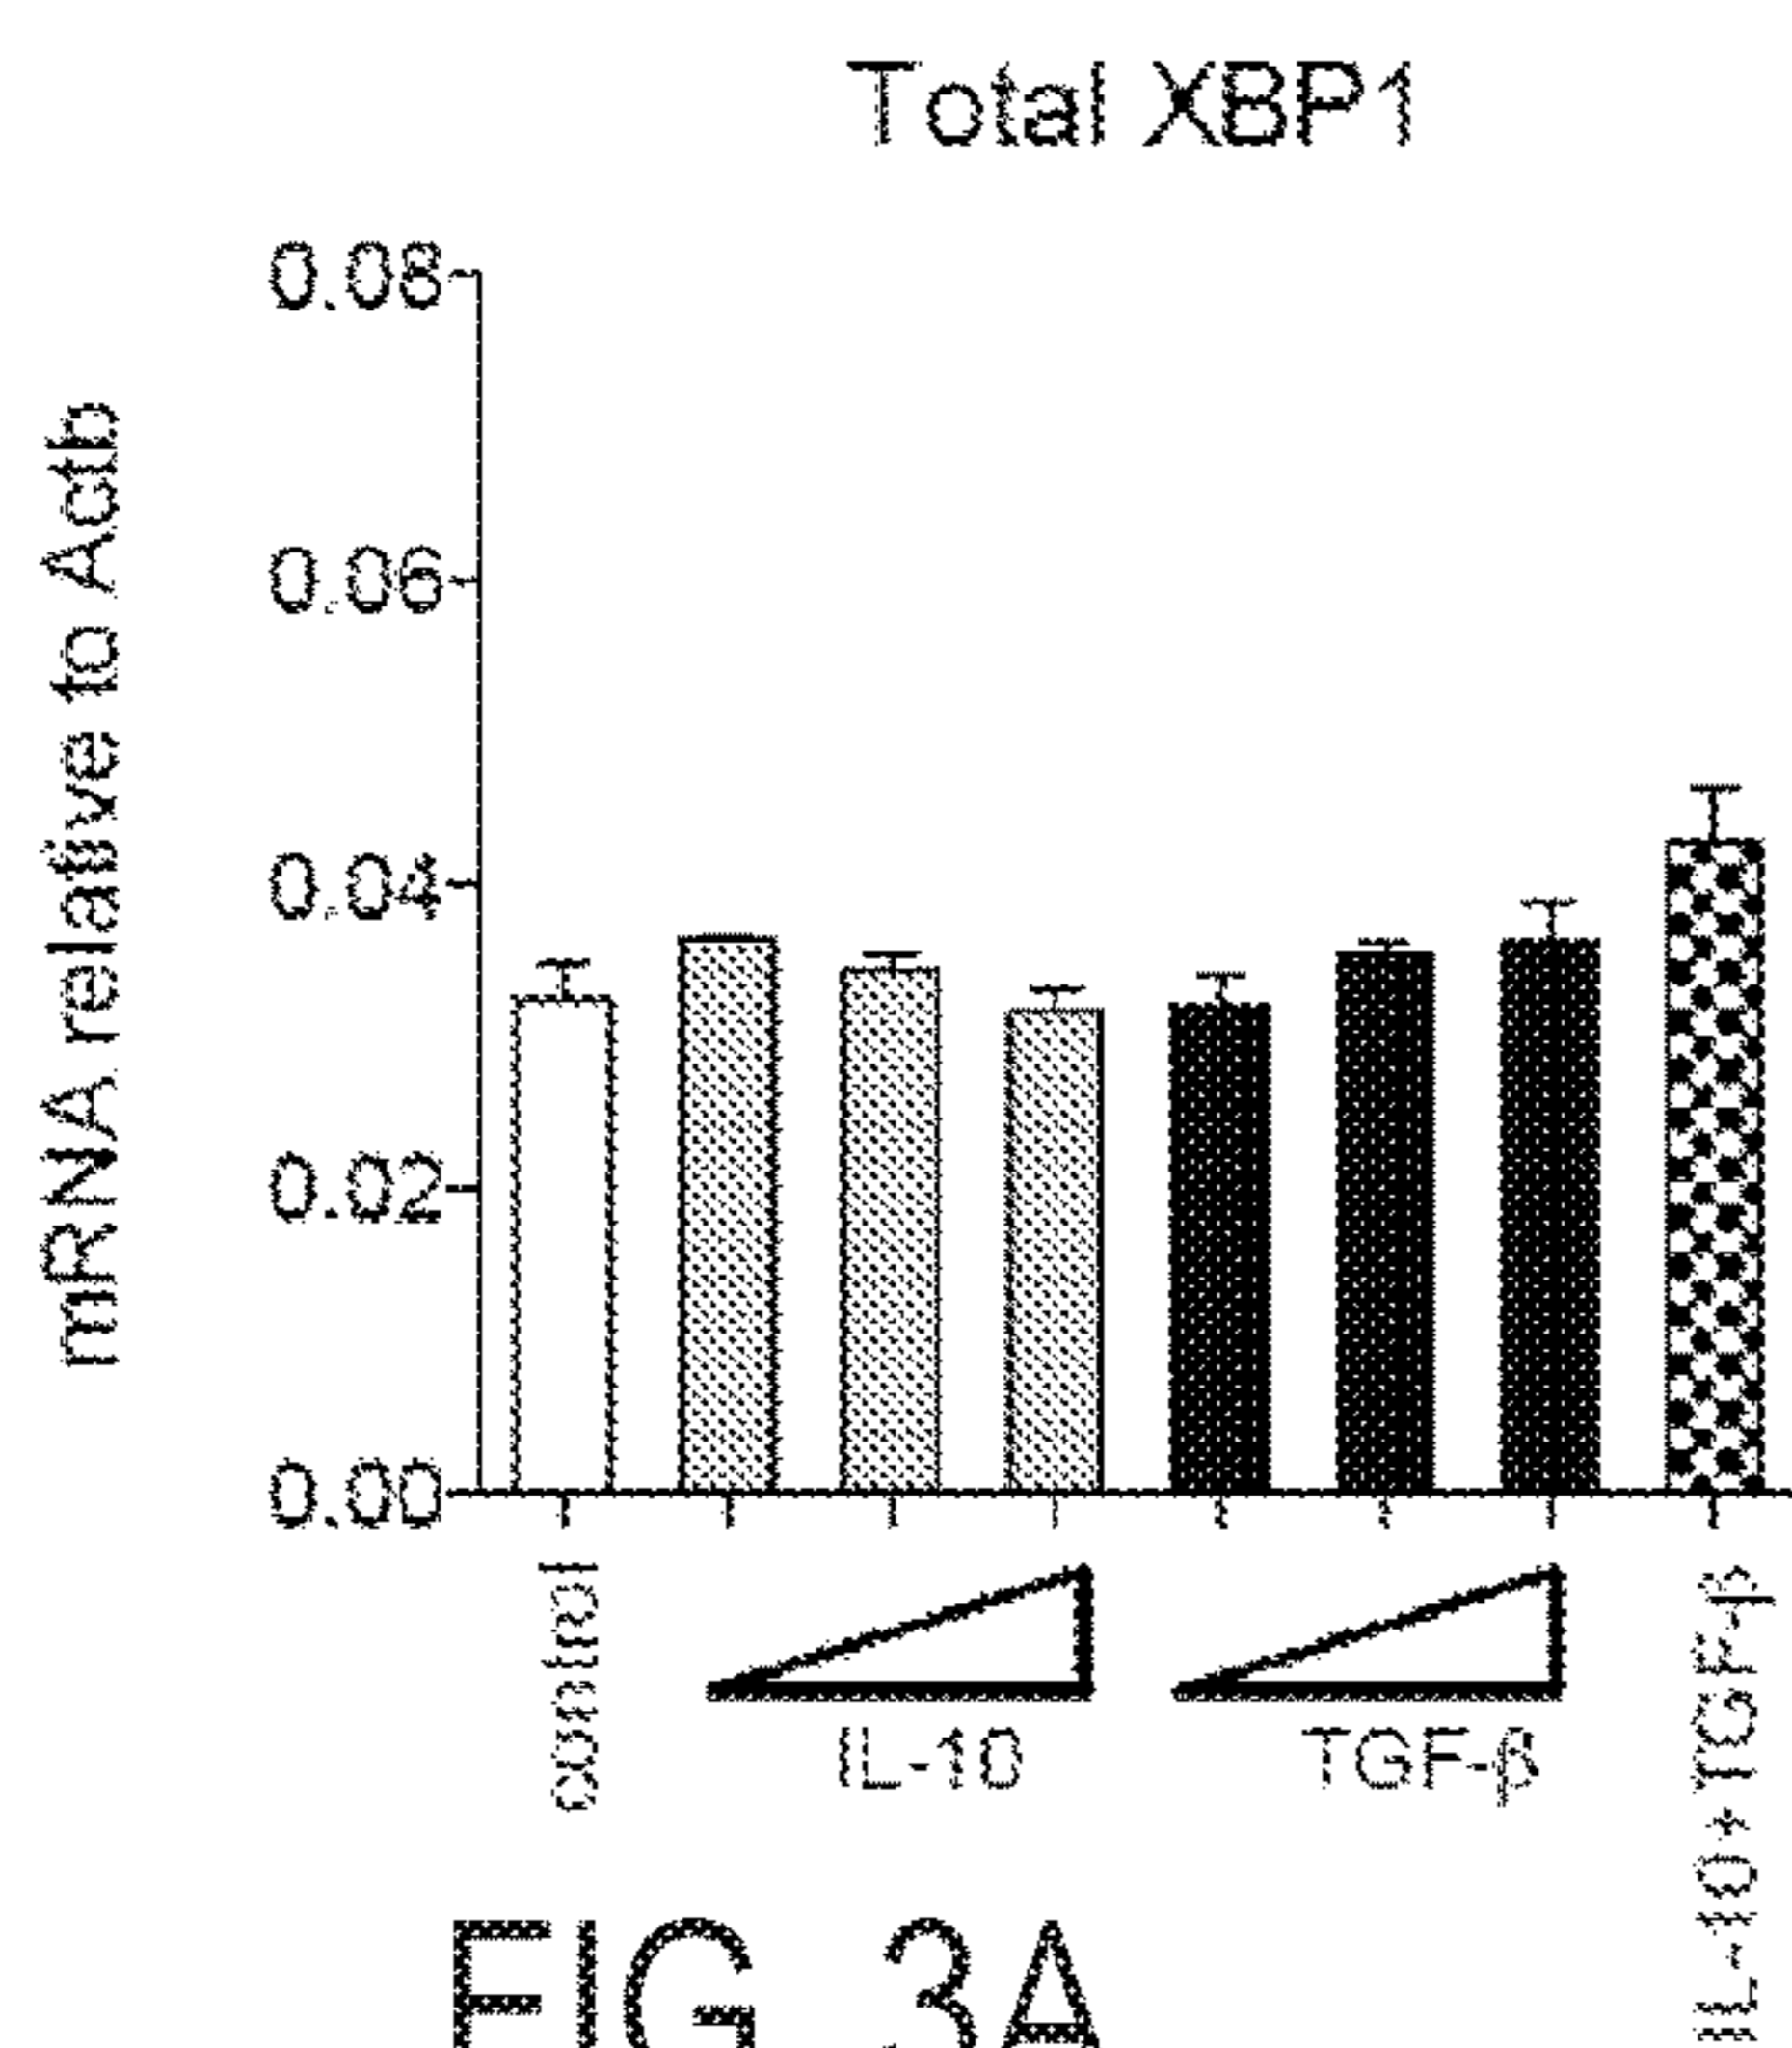 Total XBP1
mRNA relative to Actb
0.08
0.06
0.04
0.02
0.00
control
IL-10
TGF-β
IL-10+TGF-β
FIG. 3A